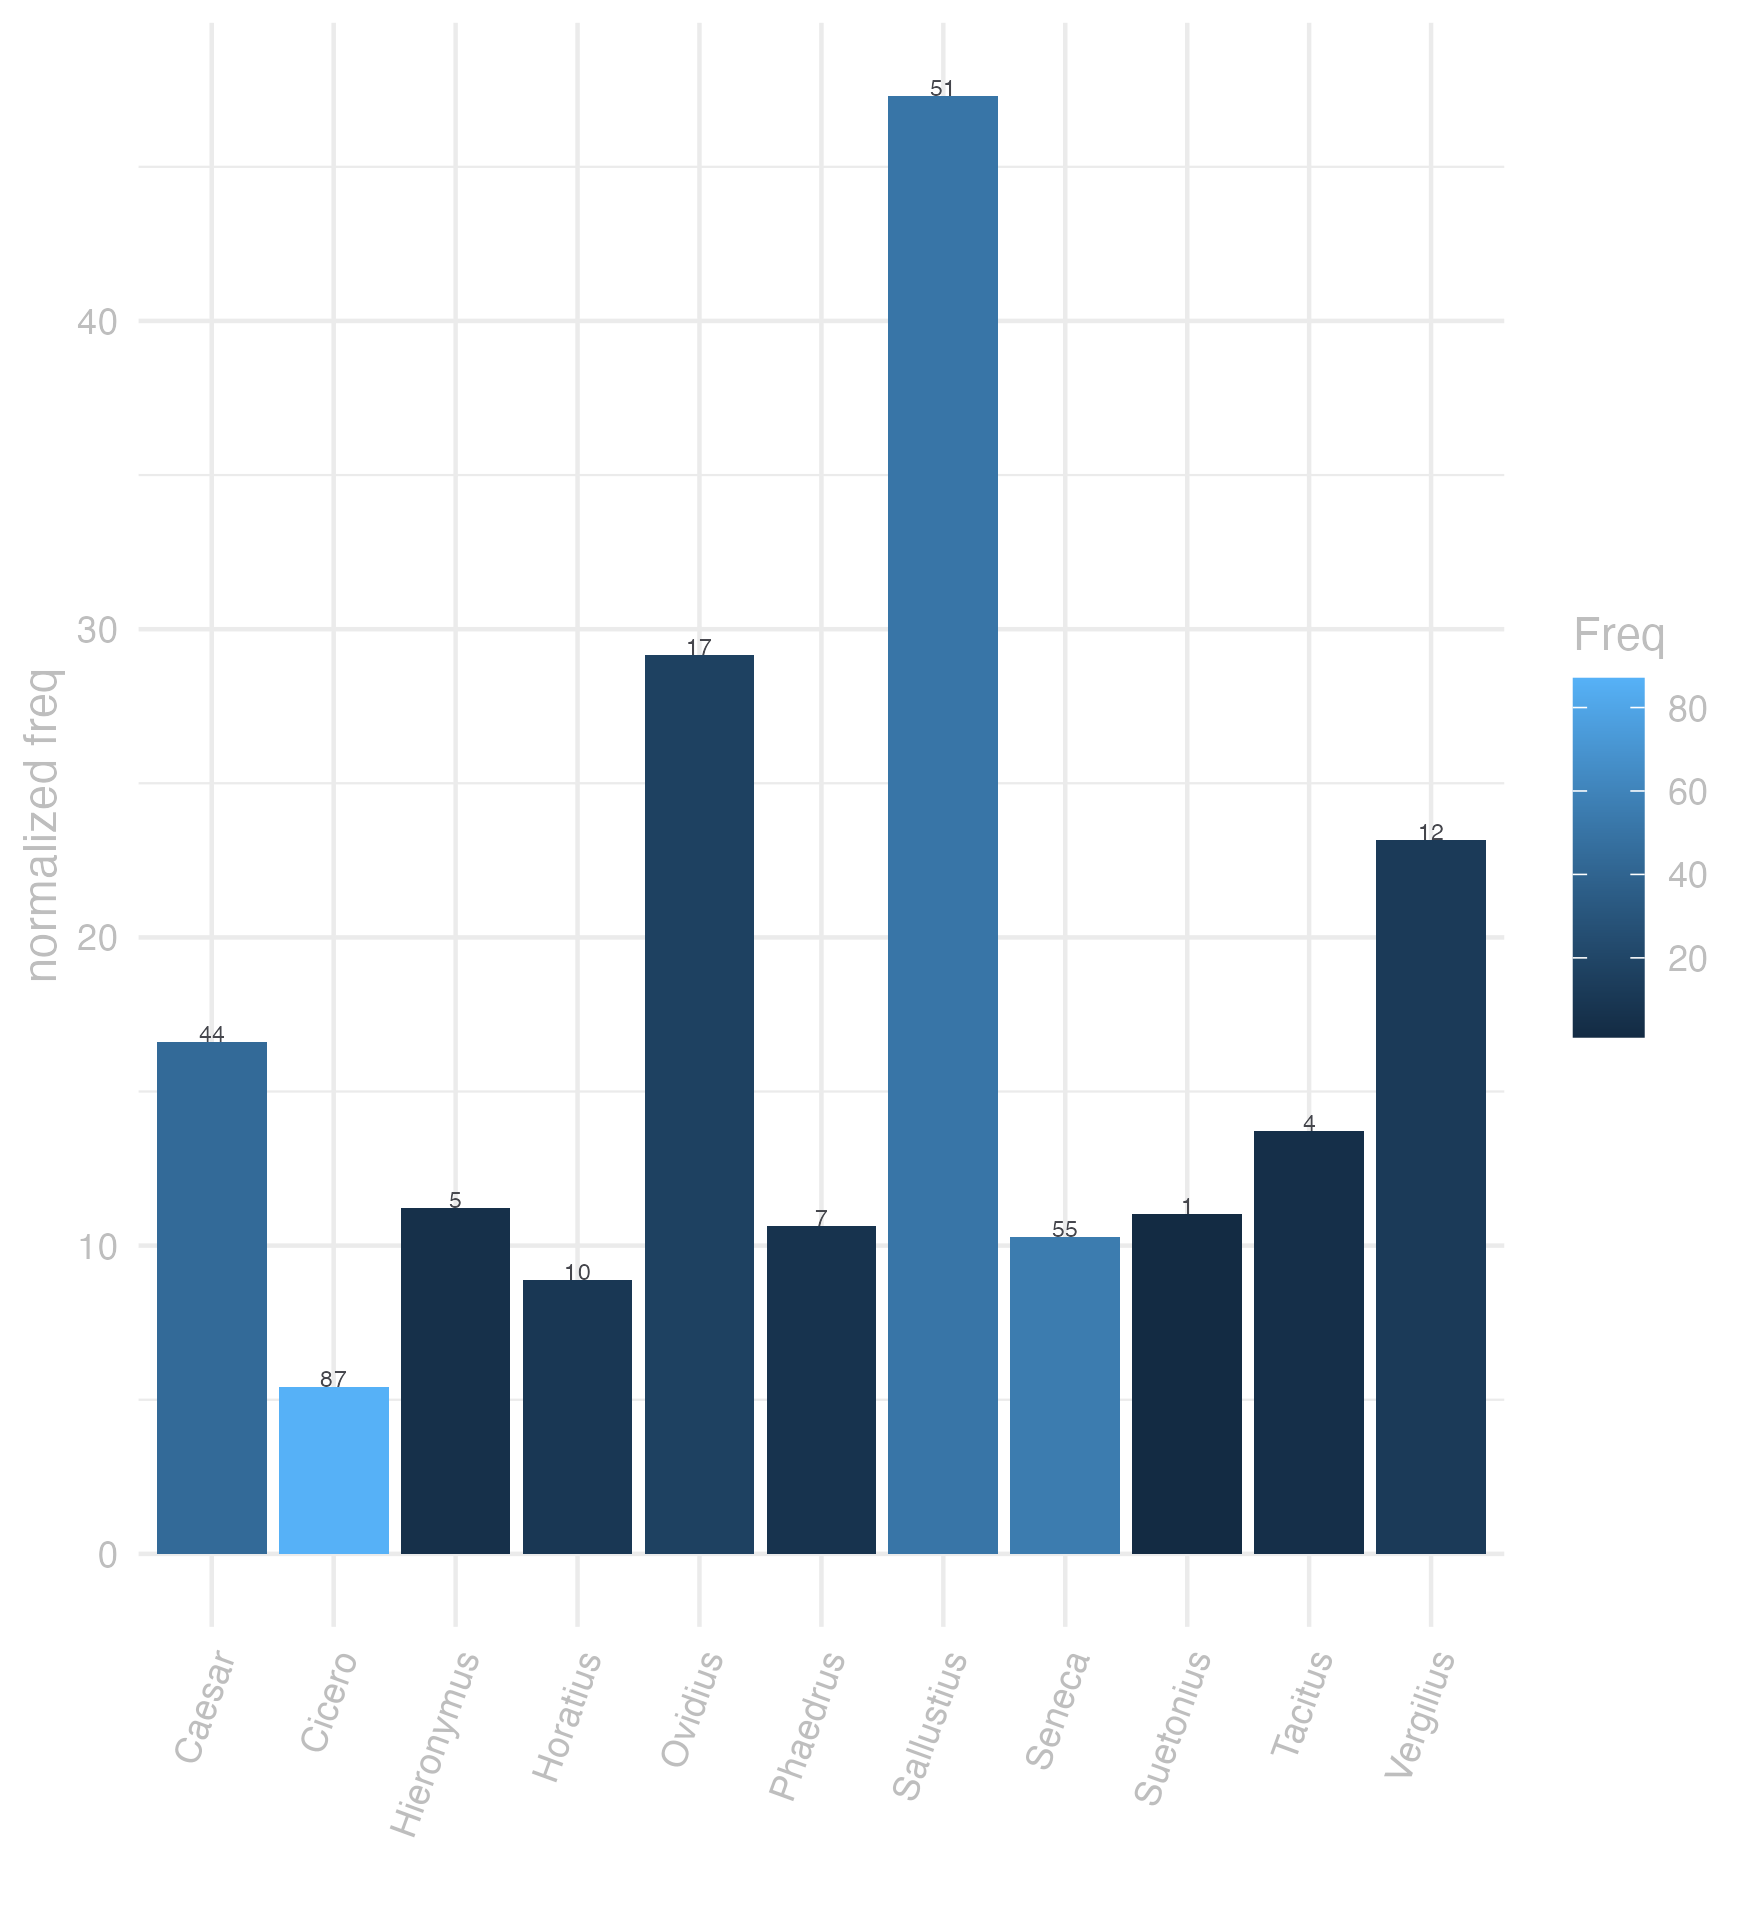 51
40
30
17
Freq
80
60
12
40
20
20
44
4
5
1
7
55
10
10
87
0
normalized freq
Caesar
Cicero
Hieronymus
Horatius
Ovidius
Phaedrus
Sallustius
Seneca
Suetonius
Tacitus
Vergilius